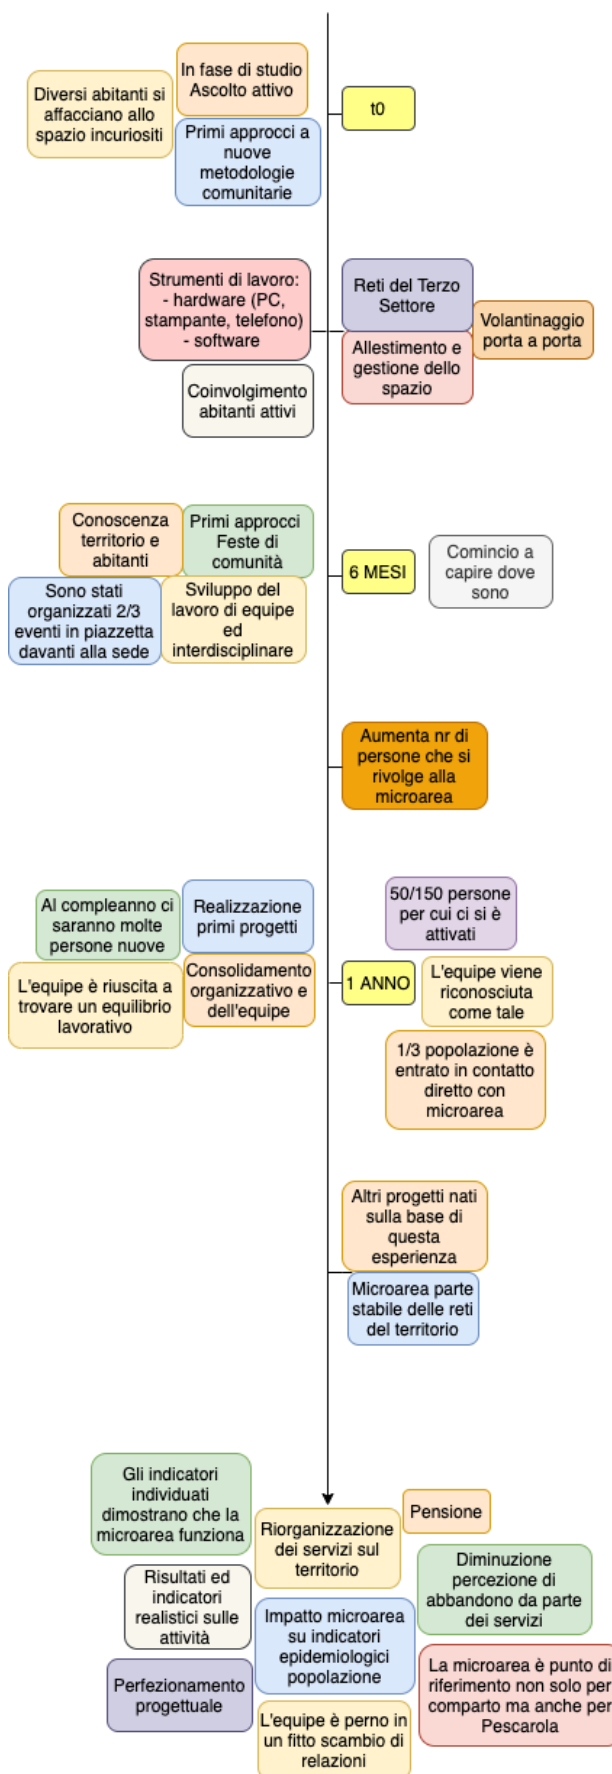 In fase di studio
Ascolto attivo
Diversi abitanti si
affacciano allo
spazio incuriositi
Primi approcci a
nuove
metodologie
comunitarie
t0
Strumenti di lavoro:
- hardware (PC,
stampante, telefono)
- software
Coinvolgimento
abitanti attivi
Reti del Terzo
Settore
Volantinaggio
porta a porta
Allestimento e
gestione dello
spazio
Conoscenza
territorio e
abitanti
Primi approcci
Feste di
comunità
Sono stati
organizzati 2/3
eventi in piazzetta
davanti alla sede
Sviluppo del
lavoro di equipe
ed
interdisciplinare
6 MESI
Comincio a
capire dove
sono
Aumenta nr di
persone che si
rivolge alla
microarea
Al compleanno ci
saranno molte
persone nuove
Realizzazione
primi progetti
L'equipe è riuscita a
trovare un equilibrio
lavorativo
Consolidamento
organizzativo e
dell'equipe
50/150 persone
per cui ci si è
attivati
1 ANNO
L'equipe viene
riconosciuta
come tale
1/3 popolazione è
entrato in contatto
diretto con
microarea
Altri progetti nati
sulla base di
questa
esperienza
Microarea parte
stabile delle reti
del territorio
Gli indicatori
individuati
dimostrano che la
microarea funziona
Riorganizzazione
dei servizi sul
territorio
Pensione
Risultati ed
indicatori
realistici sulle
attività
Diminuzione
percezione di
abbandono da parte
dei servizi
Impatto microarea
su indicatori
epidemiologici
popolazione
Perfezionamento
progettuale
La microarea è punto di
riferimento non solo per
comparto ma anche per
Pescarola
L'equipe è perno in
un fitto scambio di
relazioni